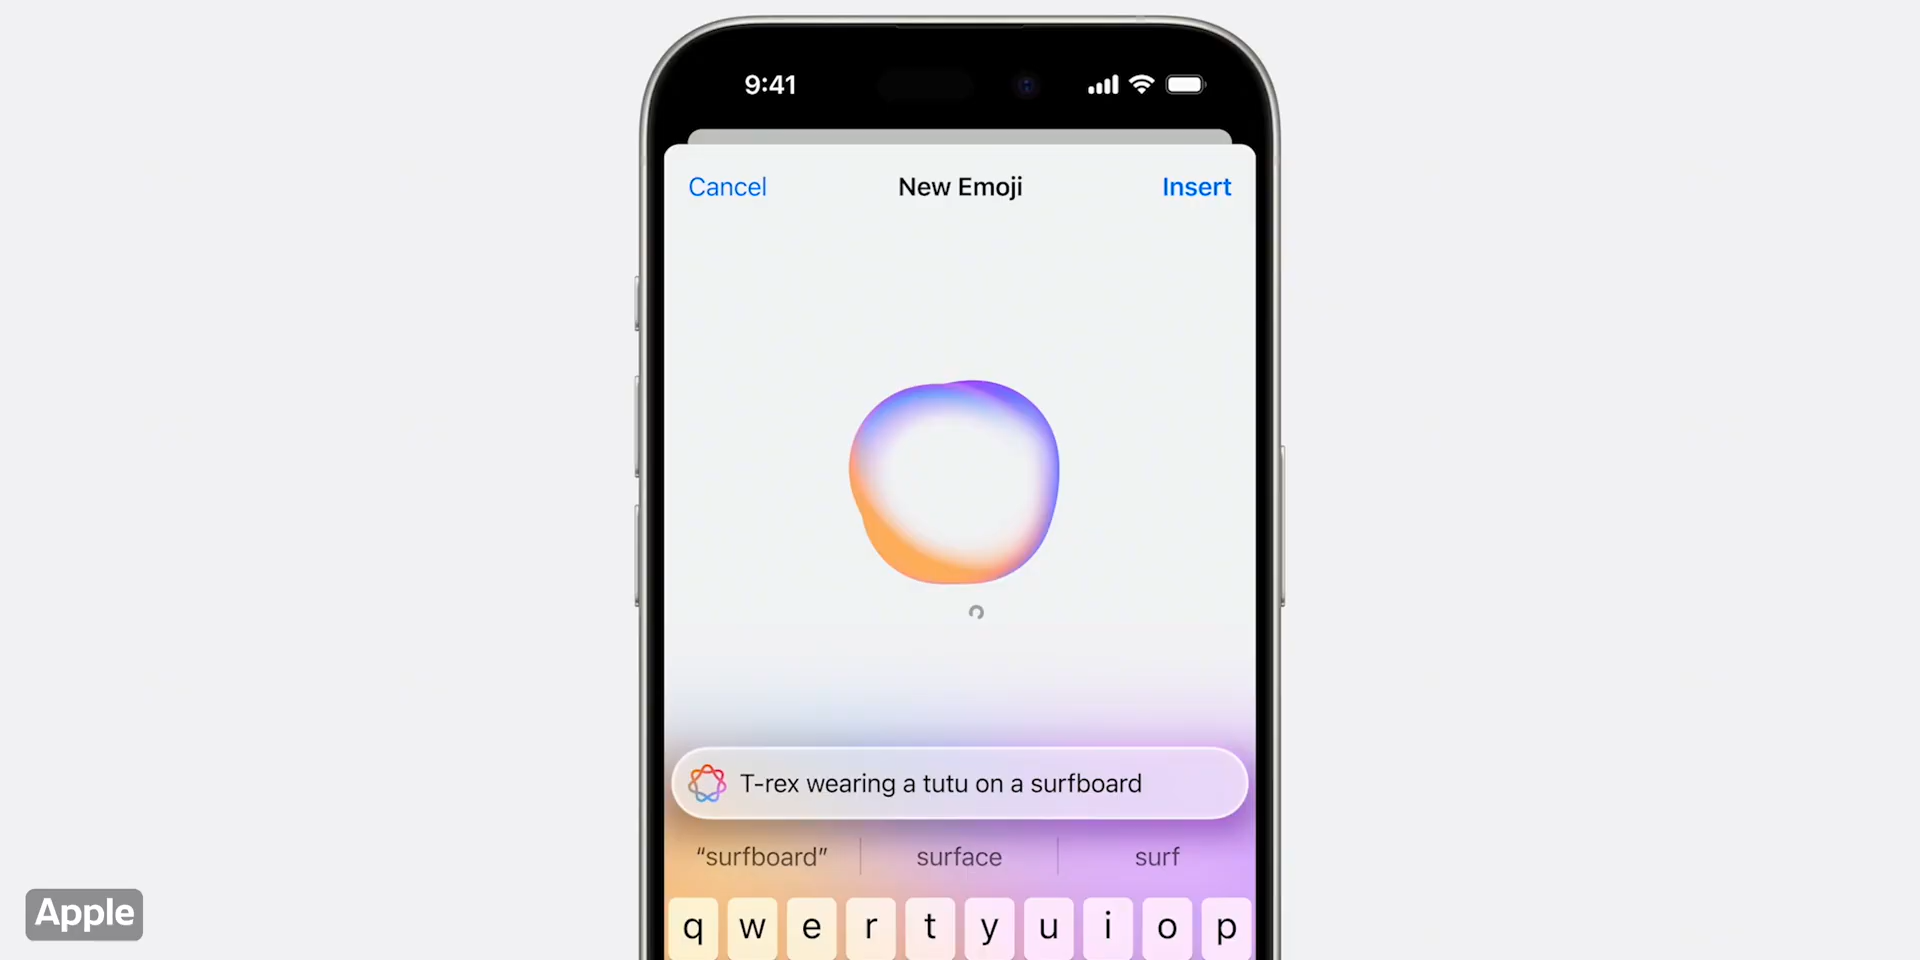 9:41
Cancel New Emoji Insert
T-rex wearing a tutu on a surfboard
“surfboard” surface surf
q w e r t y u i o p
Apple